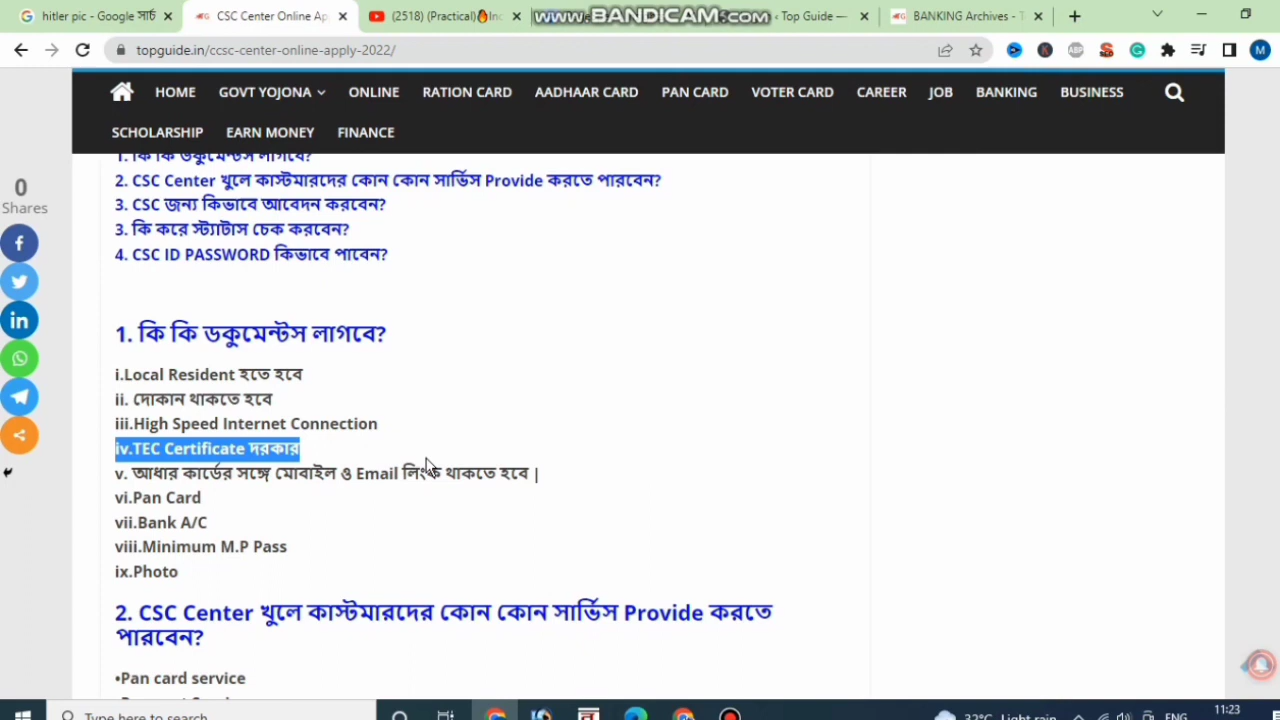 hitler pic - Google সার্চ
CSC Center Online Ap
(2518) (Practical)🔥In
www.BANDICAM.com
‹ Top Guide —
BANKING Archives - T
topguide.in/ccsc-center-online-apply-2022/
M
HOME GOVT YOJONA ONLINE RATION CARD AADHAAR CARD PAN CARD VOTER CARD CAREER JOB BANKING BUSINESS
SCHOLARSHIP EARN MONEY FINANCE
1. কি কি ডকুমেন্টস লাগবে?
2. CSC Center খুলে কাস্টমারদের কোন কোন সার্ভিস Provide করতে পারবেন?
3. CSC জন্য কিভাবে আবেদন করবেন?
3. কি করে স্ট্যাটাস চেক করবেন?
4. CSC ID PASSWORD কিভাবে পাবেন?
0
Shares
1. কি কি ডকুমেন্টস লাগবে?
i.Local Resident হতে হবে
ii. দোকান থাকতে হবে
iii.High Speed Internet Connection
iv.TEC Certificate দরকার
v. আধার কার্ডের সঙ্গে মোবাইল ও Email লিংক থাকতে হবে |
vi.Pan Card
vii.Bank A/C
viii.Minimum M.P Pass
ix.Photo
2. CSC Center খুলে কাস্টমারদের কোন কোন সার্ভিস Provide করতে
পারবেন?
•Pan card service
Type here to search
32°C Light rain
ENG
11:23